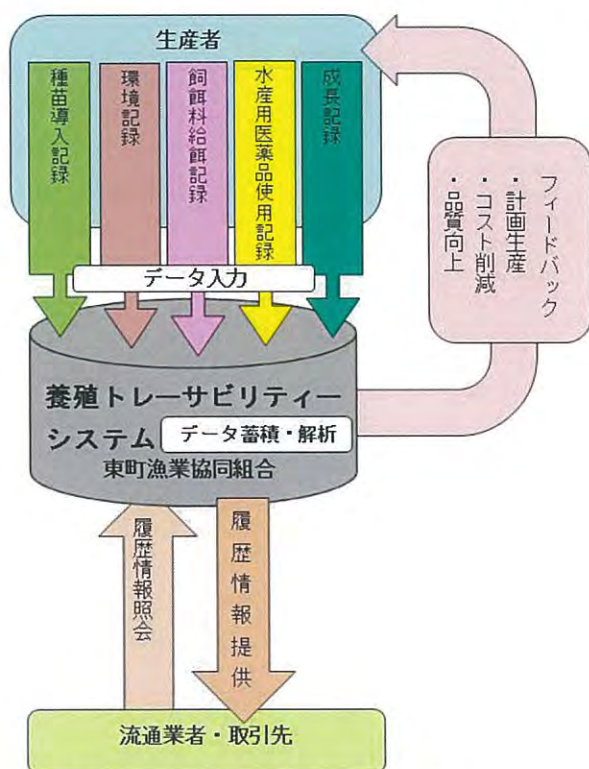 生産者
種苗導入記録
環境記録
飼餌料給餌記録
水産用医薬品使用記録
成長記録
データ入力
フィードバック
・計画生産
・コスト削減
・品質向上
養殖トレーサビリティー
システム
データ蓄積・解析
東町漁業協同組合
履歴情報照会
履歴情報提供
流通業者・取引先